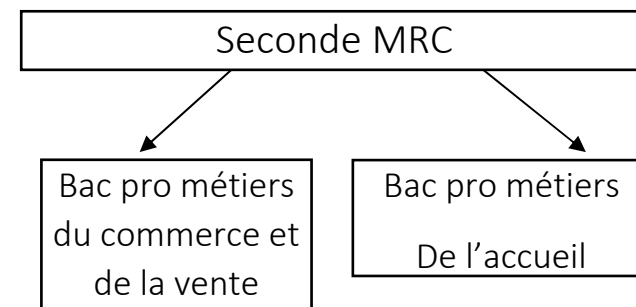 Seconde MRC
Bac pro métiers
du commerce et
de la vente
Bac pro métiers
De l’accueil